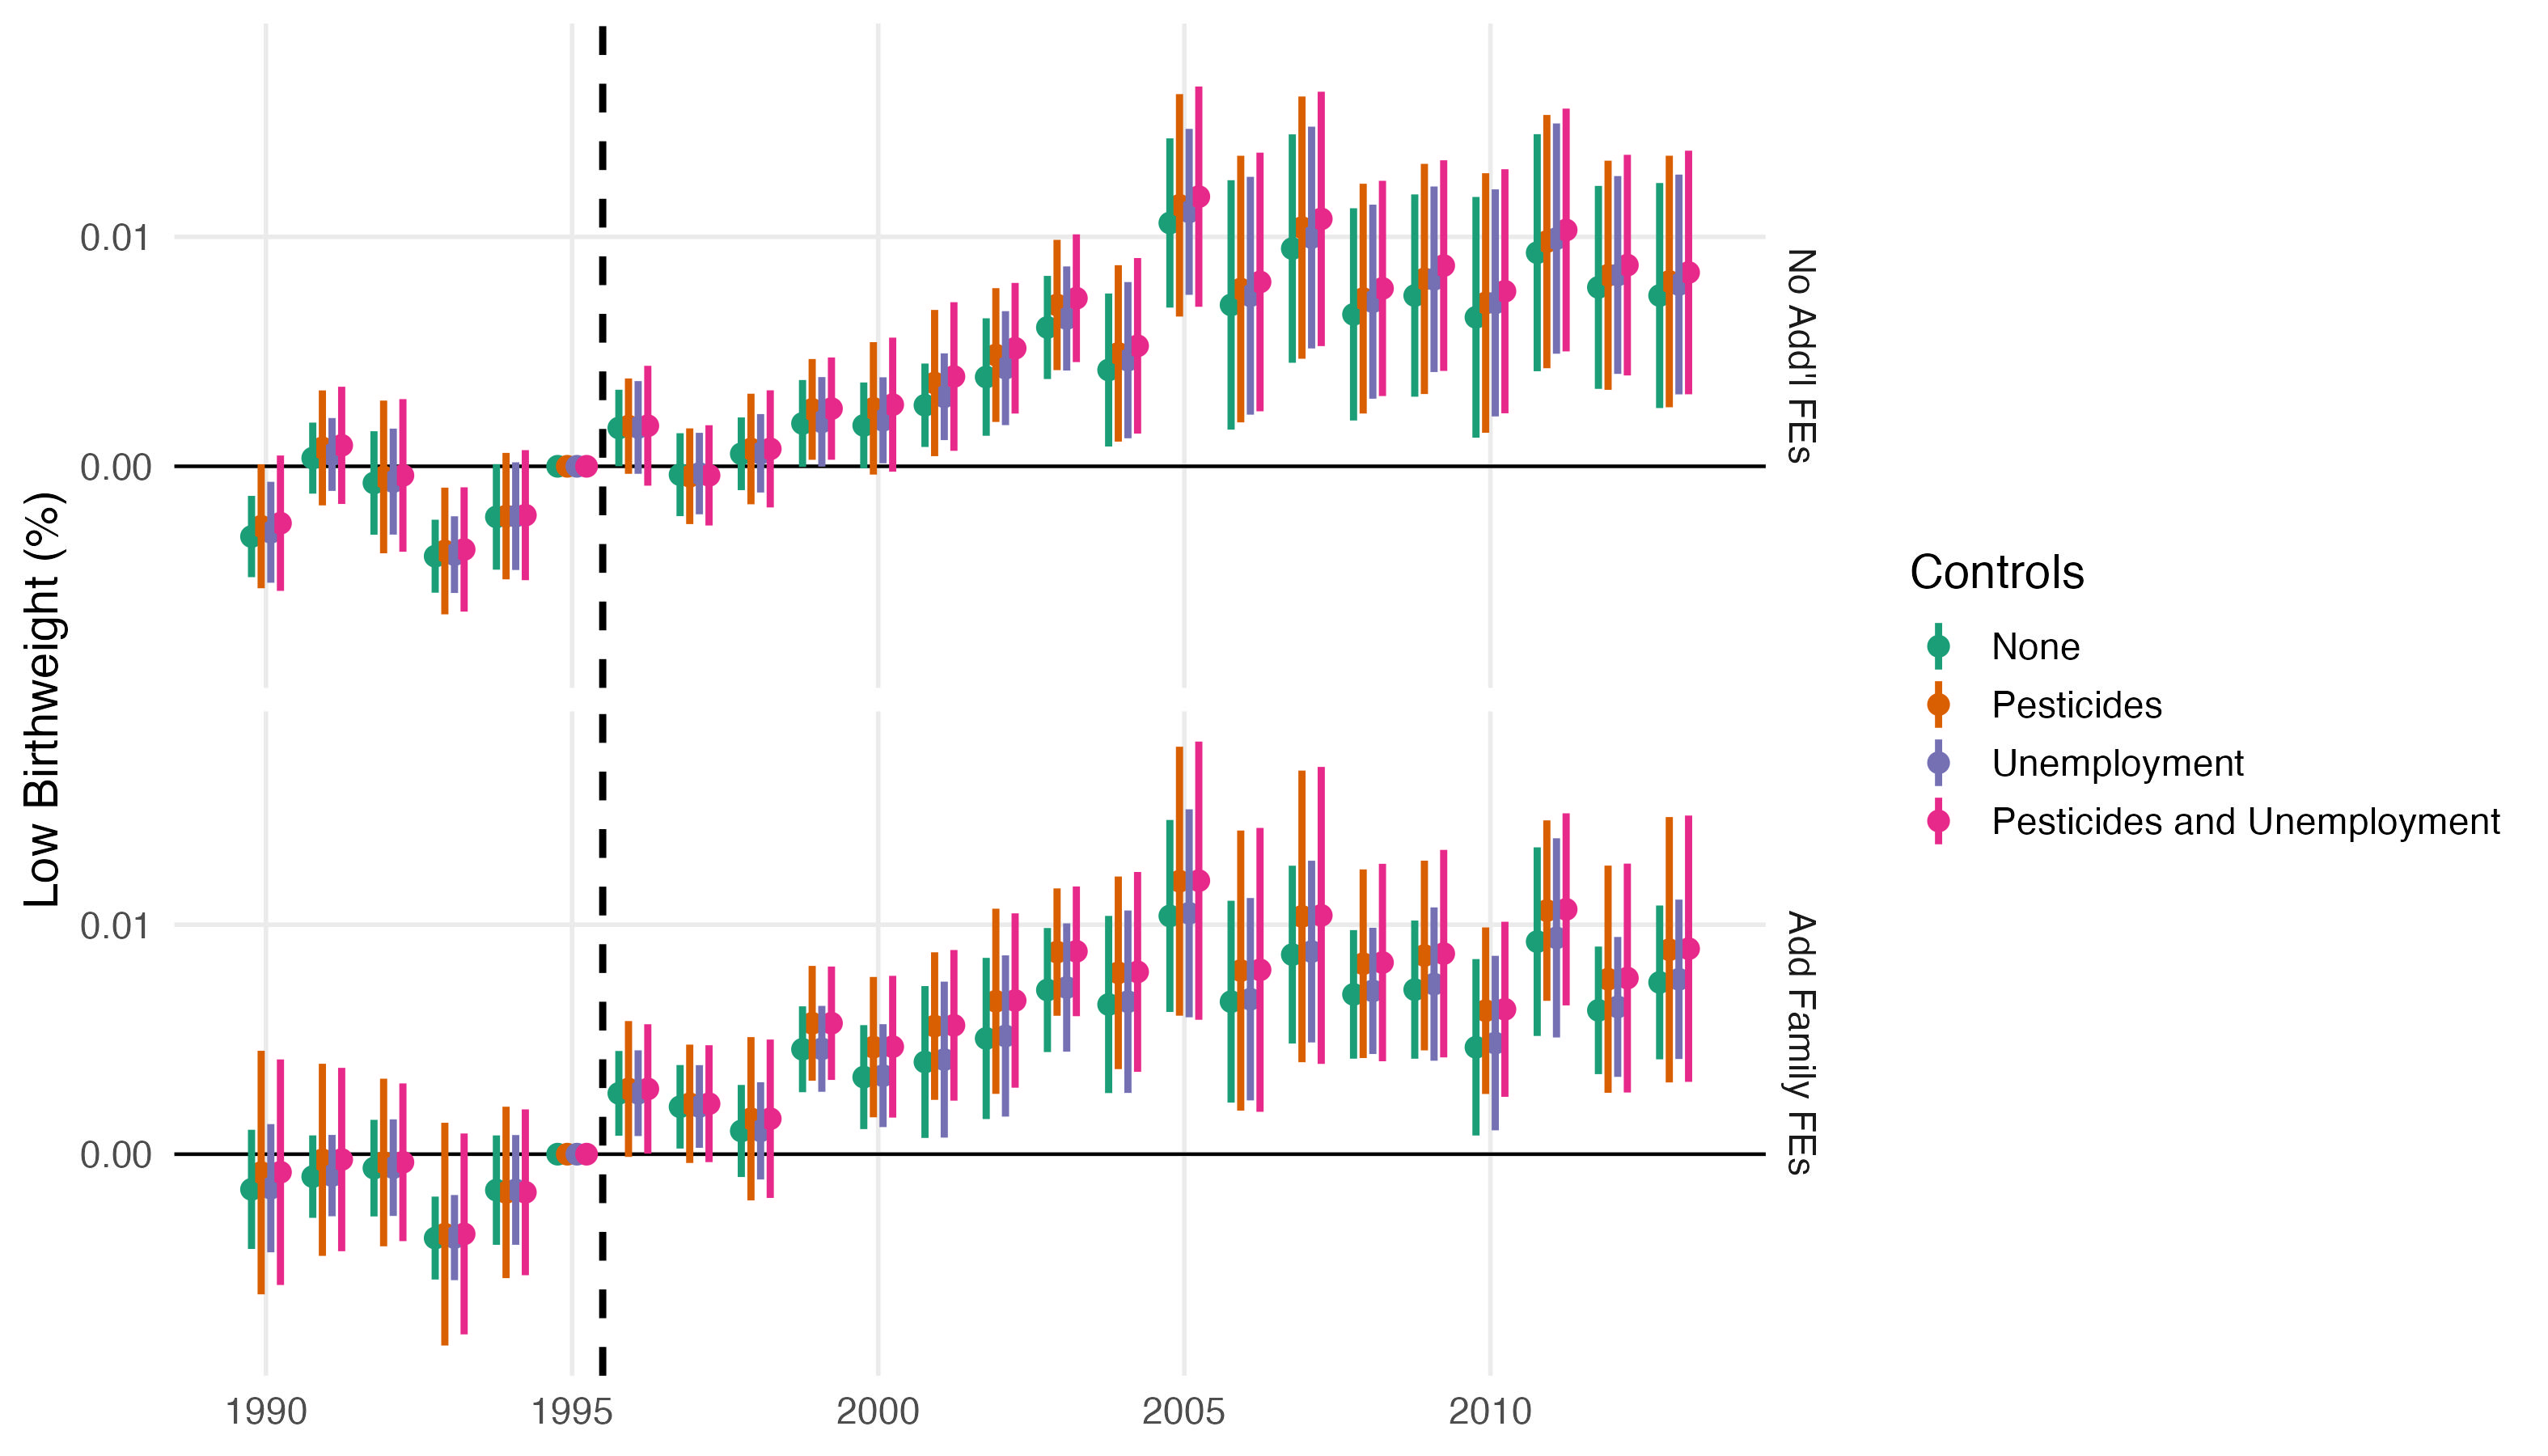 Low Birthweight (%)
0.01
0.00
No Add'l FEs
0.01
0.00
Add Family FEs
1990
1995
2000
2005
2010
Controls
None
Pesticides
Unemployment
Pesticides and Unemployment